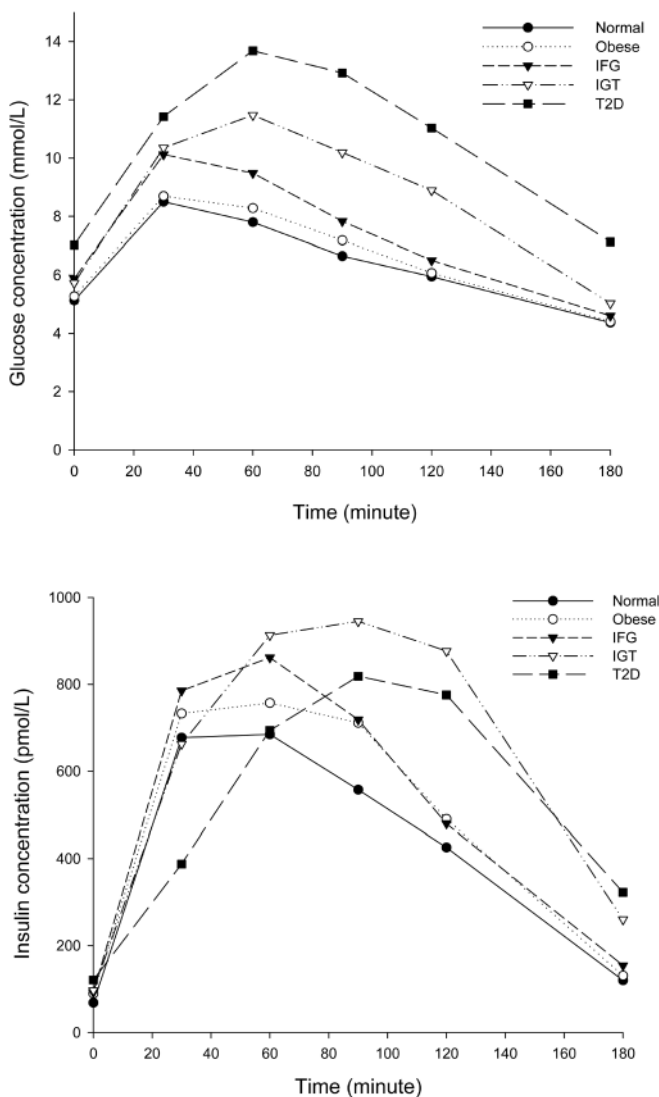 Glucose concentration (mmol/L)
14
12
10
8
6
4
2
0
0 20 40 60 80 100 120 140 160 180
Time (minute)
Normal
Obese
IFG
IGT
T2D
Insulin concentration (pmol/L)
1000
800
600
400
200
0
0 20 40 60 80 100 120 140 160 180
Time (minute)
Normal
Obese
IFG
IGT
T2D